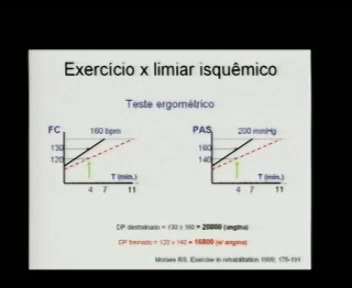 Exercício x limiar isquêmico
Teste ergométrico
FC 160 bpm
130
120
T (min.)
4 7 11
PAS 200 mmHg
160
140
T (min.)
4 7 11
DP destreinado = 130 x 160 = 20800 (angina)
DP treinado = 120 x 140 = 16800 (s/ angina)
Moraes RS. Exercise in rehabilitation 1999; 175-191